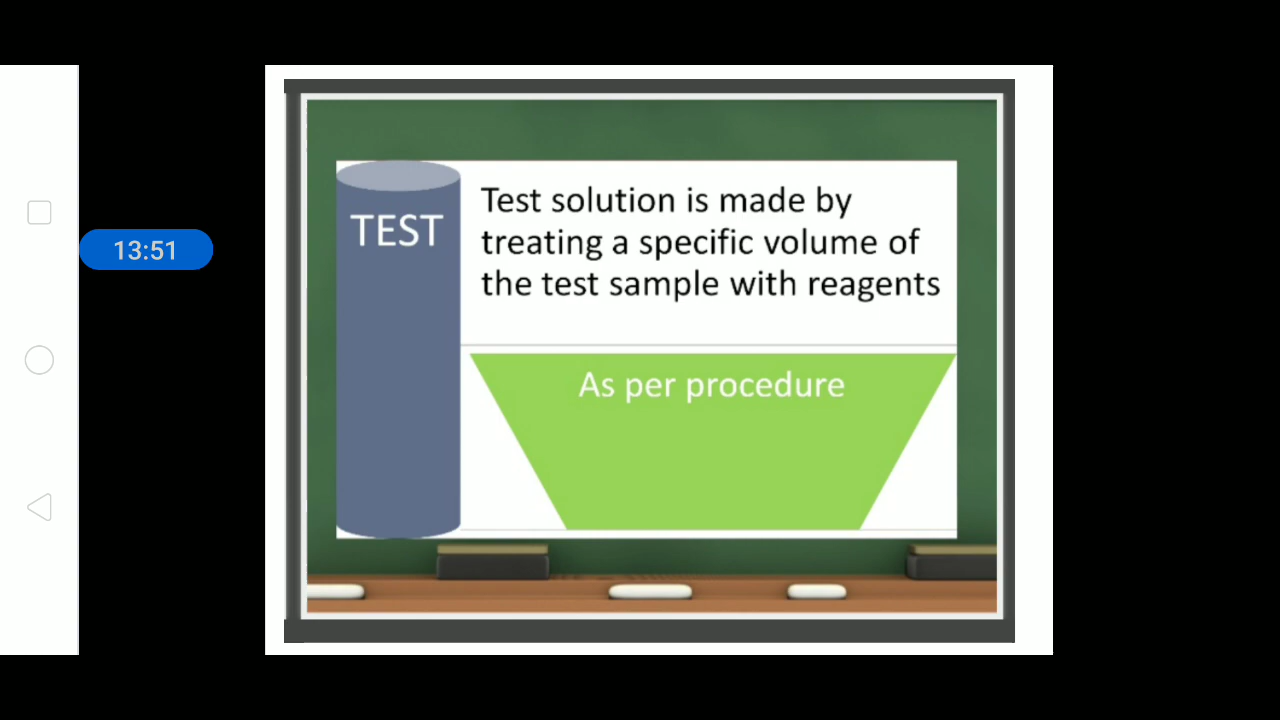 13:51
TEST
Test solution is made by
treating a specific volume of
the test sample with reagents
As per procedure